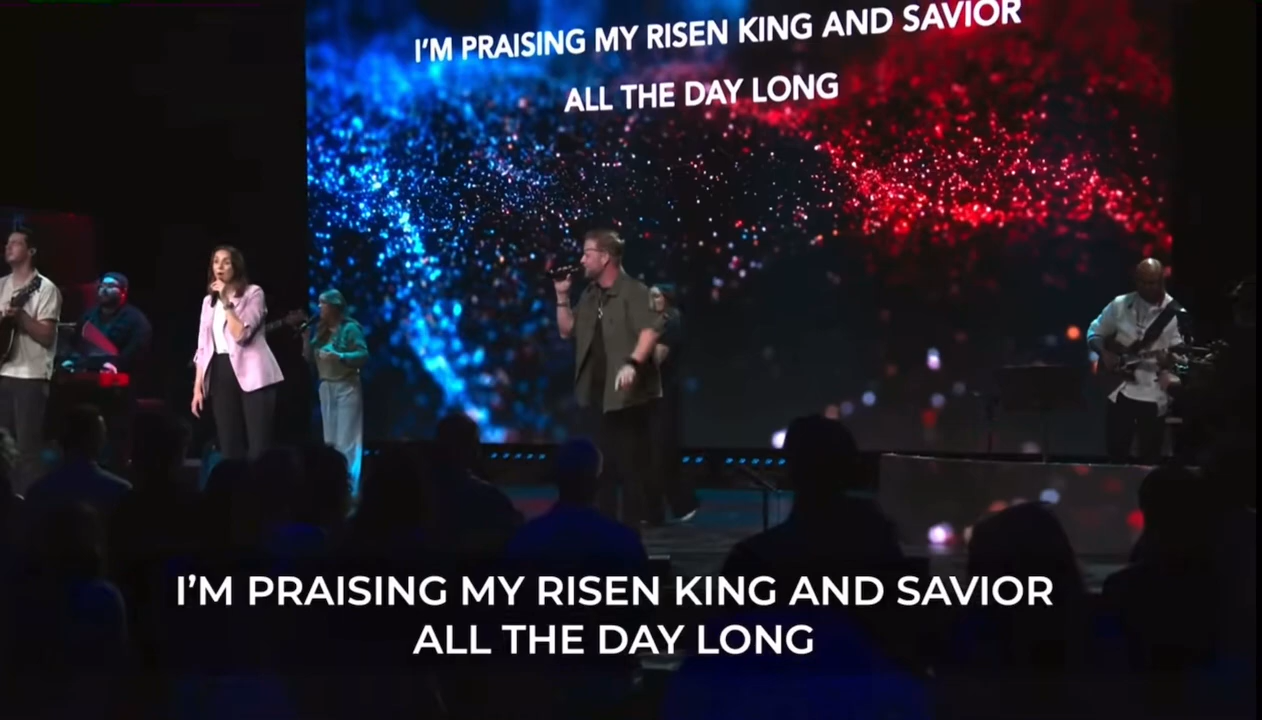 I'M PRAISING MY RISEN KING AND SAVIOR
ALL THE DAY LONG
I'M PRAISING MY RISEN KING AND SAVIOR
ALL THE DAY LONG